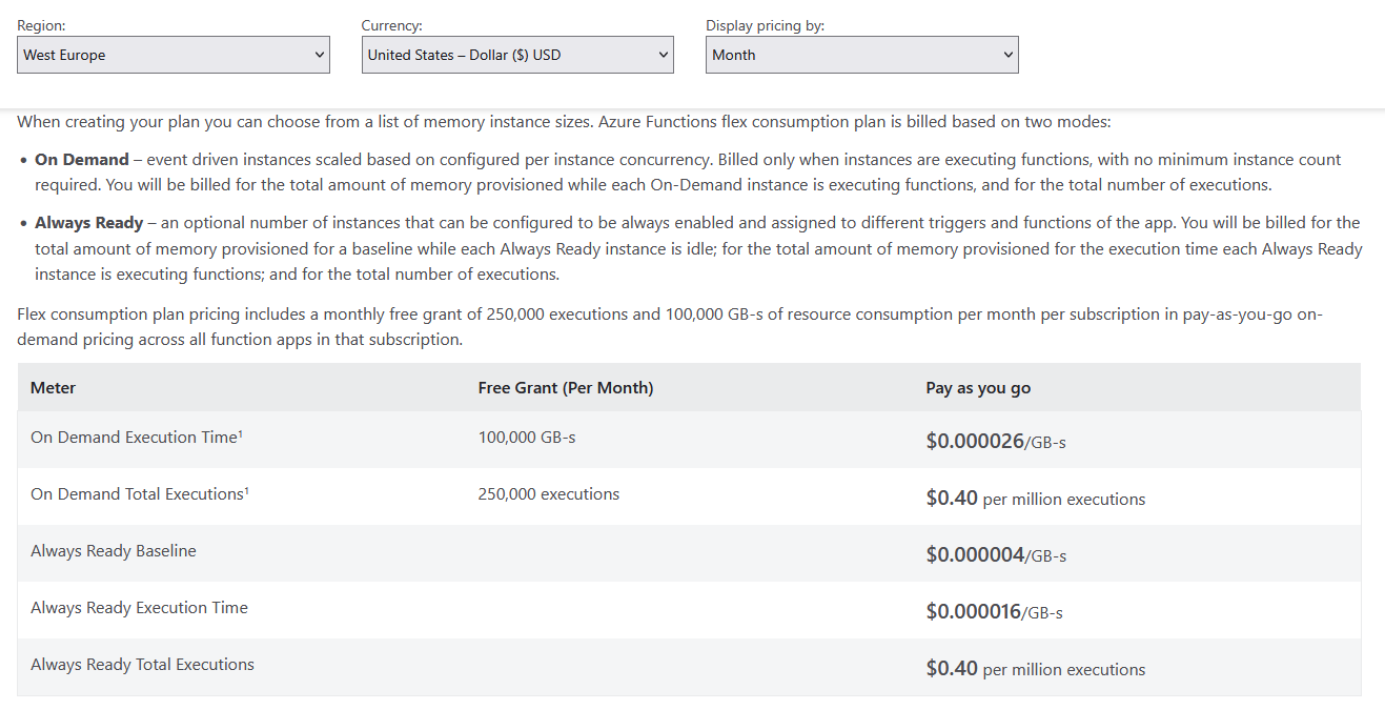 Region: Currency: Display pricing by:
West Europe United States – Dollar ($) USD Month
When creating your plan you can choose from a list of memory instance sizes. Azure Functions flex consumption plan is billed based on two modes:
• On Demand – event driven instances scaled based on configured per instance concurrency. Billed only when instances are executing functions, with no minimum instance count
required. You will be billed for the total amount of memory provisioned while each On-Demand instance is executing functions, and for the total number of executions.
• Always Ready – an optional number of instances that can be configured to be always enabled and assigned to different triggers and functions of the app. You will be billed for the
total amount of memory provisioned for a baseline while each Always Ready instance is idle; for the total amount of memory provisioned for the execution time each Always Ready
instance is executing functions; and for the total number of executions.
Flex consumption plan pricing includes a monthly free grant of 250,000 executions and 100,000 GB-s of resource consumption per month per subscription in pay-as-you-go on-
demand pricing across all function apps in that subscription.
Meter Free Grant (Per Month) Pay as you go
On Demand Execution Time¹ 100,000 GB-s $0.000026/GB-s
On Demand Total Executions¹ 250,000 executions $0.40 per million executions
Always Ready Baseline $0.000004/GB-s
Always Ready Execution Time $0.000016/GB-s
Always Ready Total Executions $0.40 per million executions